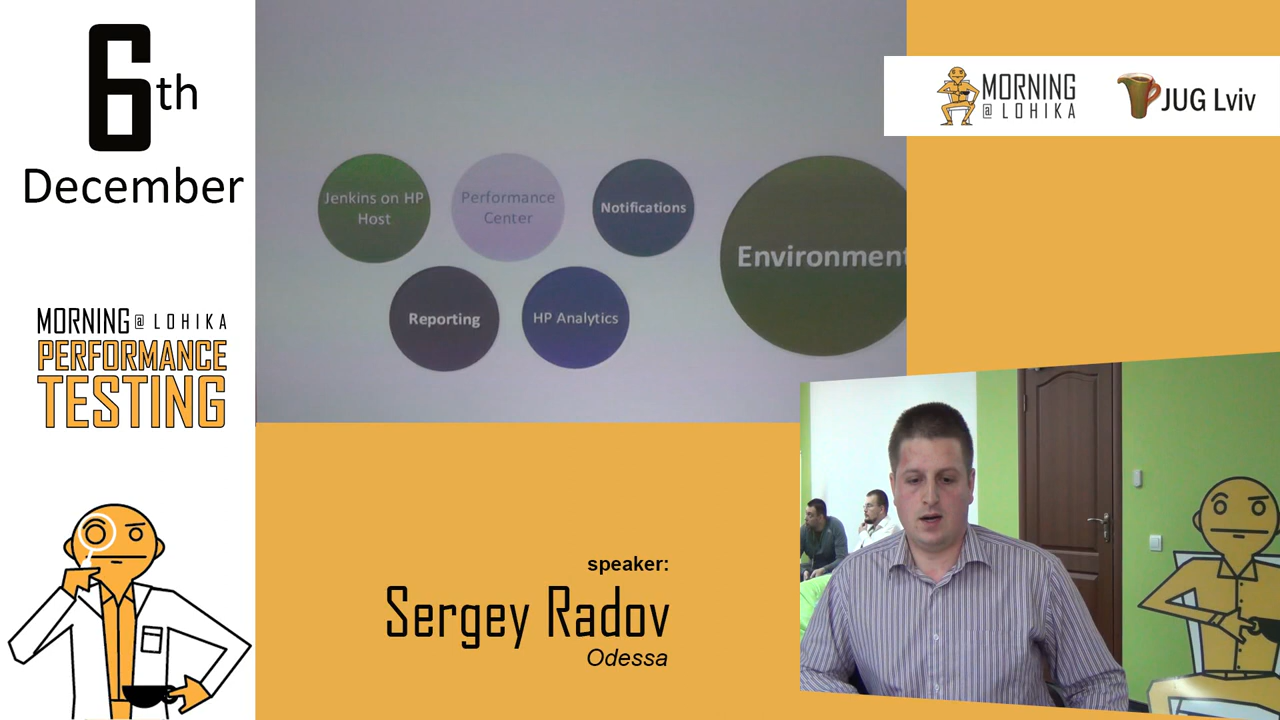 6th
December
MORNING @ LOHIKA
PERFORMANCE
TESTING
Jenkins on HP
Host
Performance
Center
Notifications
Environment
Reporting
HP Analytics
MORNING
@ LOHIKA
JUG Lviv
speaker:
Sergey Radov
Odessa